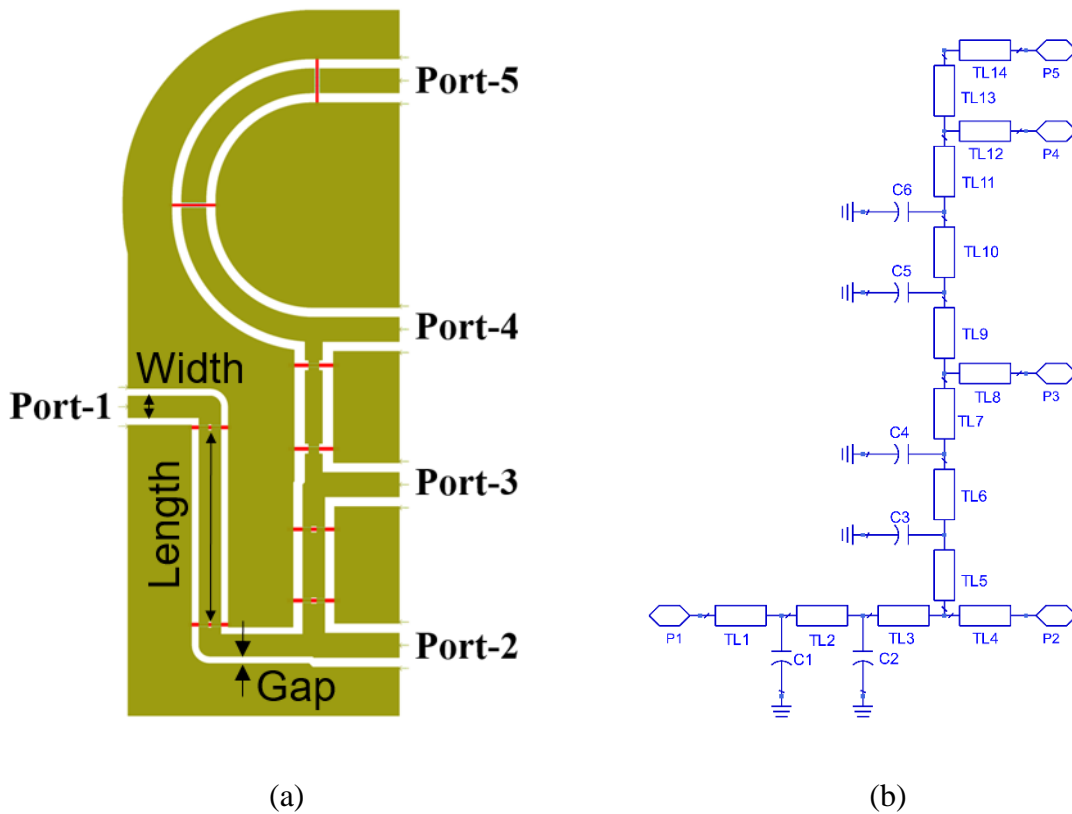 Port-5
Port-4
Width
Port-1
Length
Port-3
Port-2
Gap
(a)
TL14
P5
TL13
TL12
P4
TL11
C6
TL10
C5
TL9
TL8
P3
TL7
C4
TL6
C3
TL5
P1
TL1
TL2
TL3
TL4
P2
C1
C2
(b)